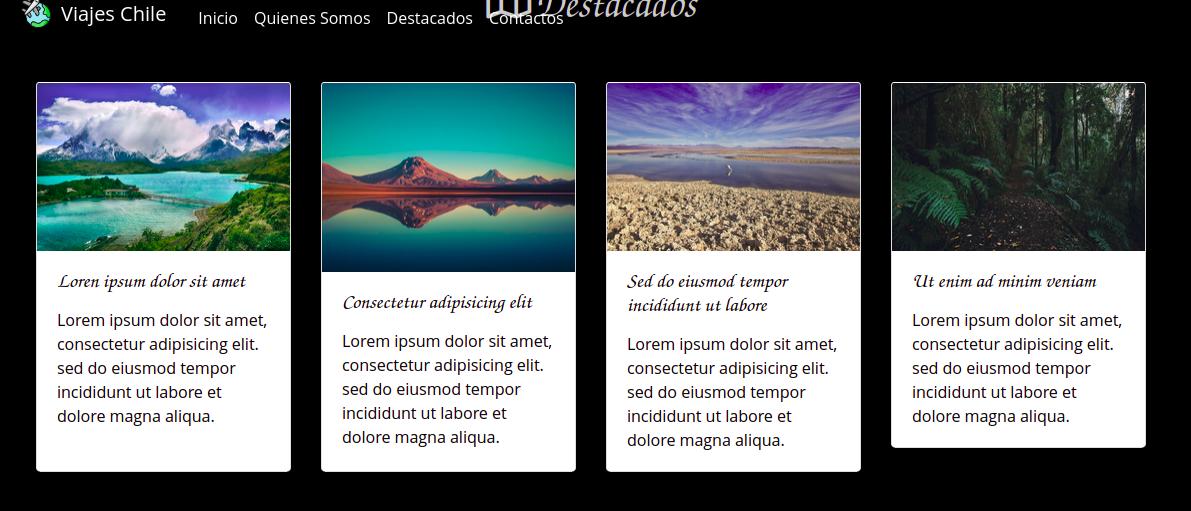 Viajes Chile Inicio Quienes Somos Destacados Contáctos
Destacados
Loren ipsum dolor sit amet
Lorem ipsum dolor sit amet,
consectetur adipisicing elit.
sed do eiusmod tempor
incididunt ut labore et
dolore magna aliqua.
Consectetur adipisicing elit
Lorem ipsum dolor sit amet,
consectetur adipisicing elit.
sed do eiusmod tempor
incididunt ut labore et
dolore magna aliqua.
Sed do eiusmod tempor
incididunt ut labore
Lorem ipsum dolor sit amet,
consectetur adipisicing elit.
sed do eiusmod tempor
incididunt ut labore et
dolore magna aliqua.
Ut enim ad minim veniam
Lorem ipsum dolor sit amet,
consectetur adipisicing elit.
sed do eiusmod tempor
incididunt ut labore et
dolore magna aliqua.